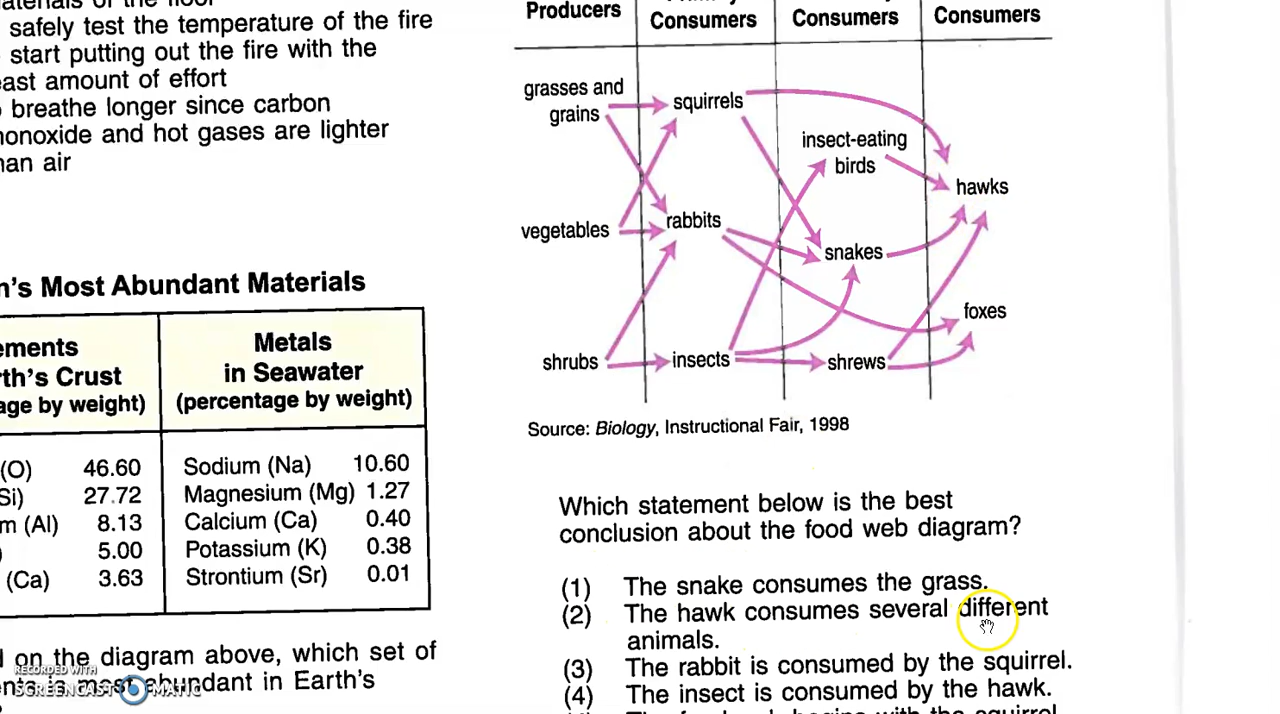 safely test the temperature of the fire
start putting out the fire with the
east amount of effort
breathe longer since carbon
monoxide and hot gases are lighter
han air
n's Most Abundant Materials
ements
rth's Crust
age by weight)
Metals
in Seawater
(percentage by weight)
(O) 46.60
Si) 27.72
m (Al) 8.13
) 5.00
(Ca) 3.63
Sodium (Na) 10.60
Magnesium (Mg) 1.27
Calcium (Ca) 0.40
Potassium (K) 0.38
Strontium (Sr) 0.01
on the diagram above, which set of
nts is most abundant in Earth's
RECORDED WITH
SCREENCAST MATIC
Producers
Consumers
Consumers
Consumers
grasses and
grains
squirrels
insect-eating
birds
hawks
vegetables
rabbits
snakes
foxes
shrubs
insects
shrews
Source: Biology, Instructional Fair, 1998
Which statement below is the best
conclusion about the food web diagram?
(1) The snake consumes the grass.
(2) The hawk consumes several different
animals.
(3) The rabbit is consumed by the squirrel.
(4) The insect is consumed by the hawk.